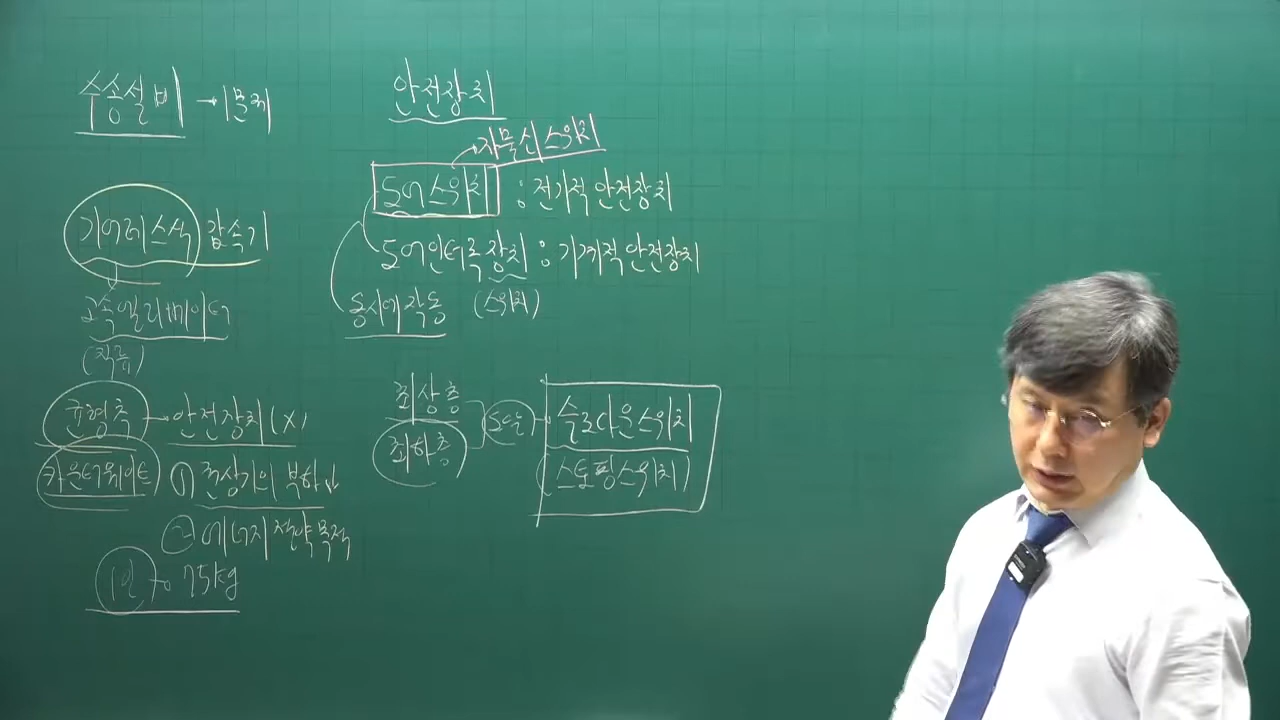 수송설비 → 1문제
기어레스식 감속기
고속엘리베이터
(직류)
균형추 → 안전장치(X)
카운터웨이트 ① 권상기의 부하↓
② 에너지 절약 목적
1인 → 75kg
안전장치
자물신스위치
도어스위치 : 전기적 안전장치
도어인터록 장치 : 기계적 안전장치
동시에 작동 (스위치)
최상층
최하층
도달
슬로다운스위치
(스토핑스위치)